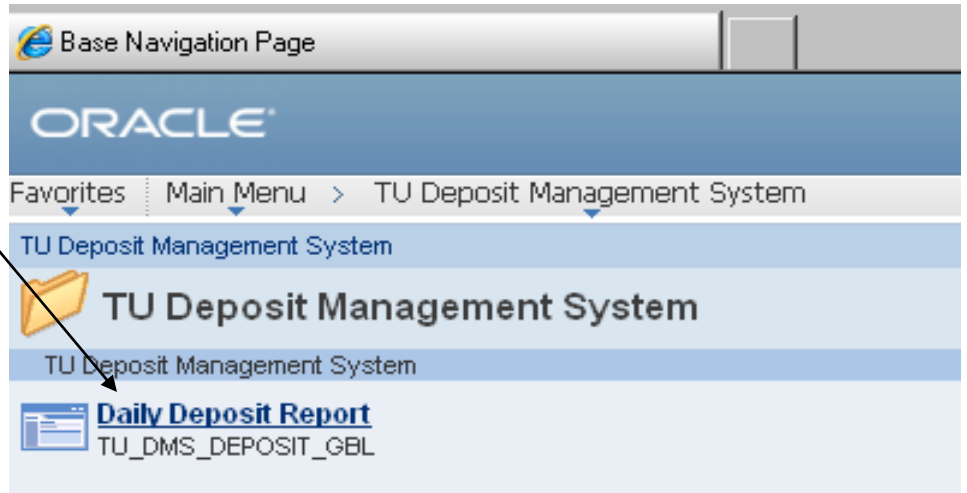 Base Navigation Page
ORACLE
Favorites Main Menu > TU Deposit Management System
TU Deposit Management System
TU Deposit Management System
TU Deposit Management System
Daily Deposit Report
TU_DMS_DEPOSIT_GBL